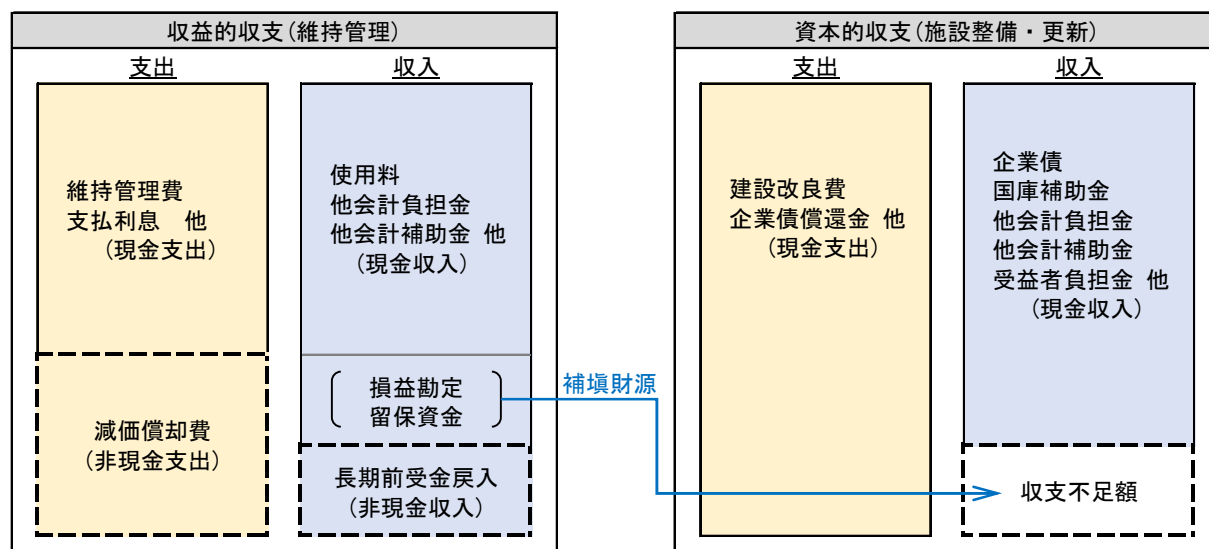 収益的収支(維持管理)
支出
収入
維持管理費
支払利息 他
(現金支出)
減価償却費
(非現金支出)
使用料
他会計負担金
他会計補助金 他
(現金収入)
損益勘定
留保資金
長期前受金戻入
(非現金収入)
補塡財源
資本的収支(施設整備・更新)
支出
収入
建設改良費
企業債償還金 他
(現金支出)
企業債
国庫補助金
他会計負担金
他会計補助金
受益者負担金 他
(現金収入)
収支不足額